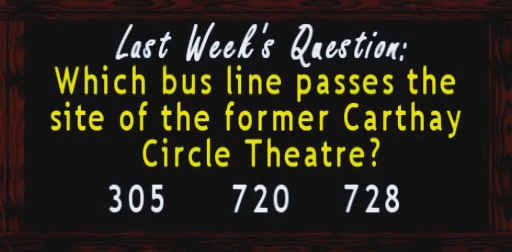 Last Week's Question:
Which bus line passes the
site of the former Carthay
Circle Theatre?
305 720 728